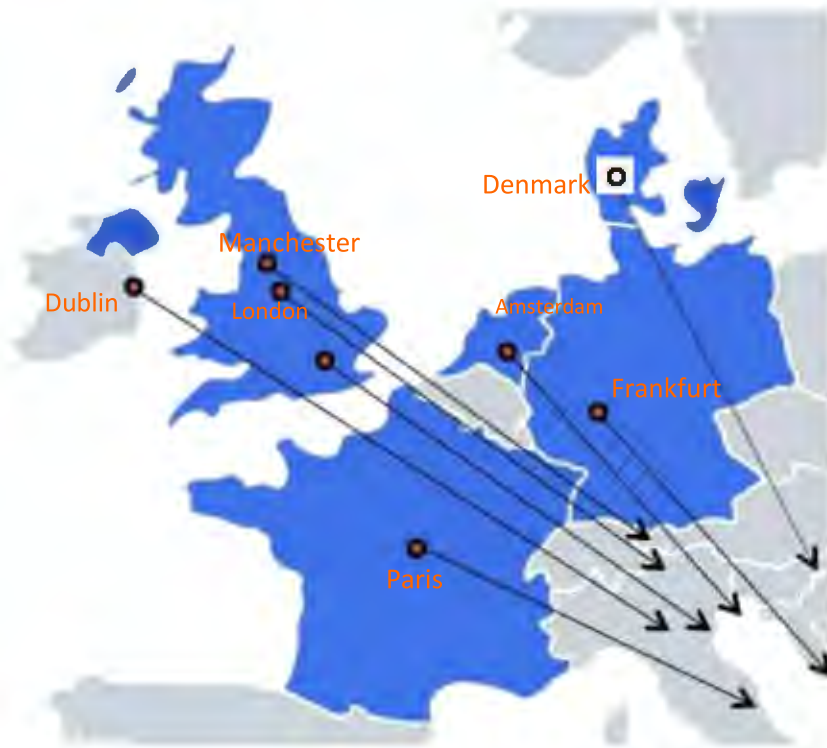 Denmark
Manchester
Dublin
London
Amsterdam
Frankfurt
Paris